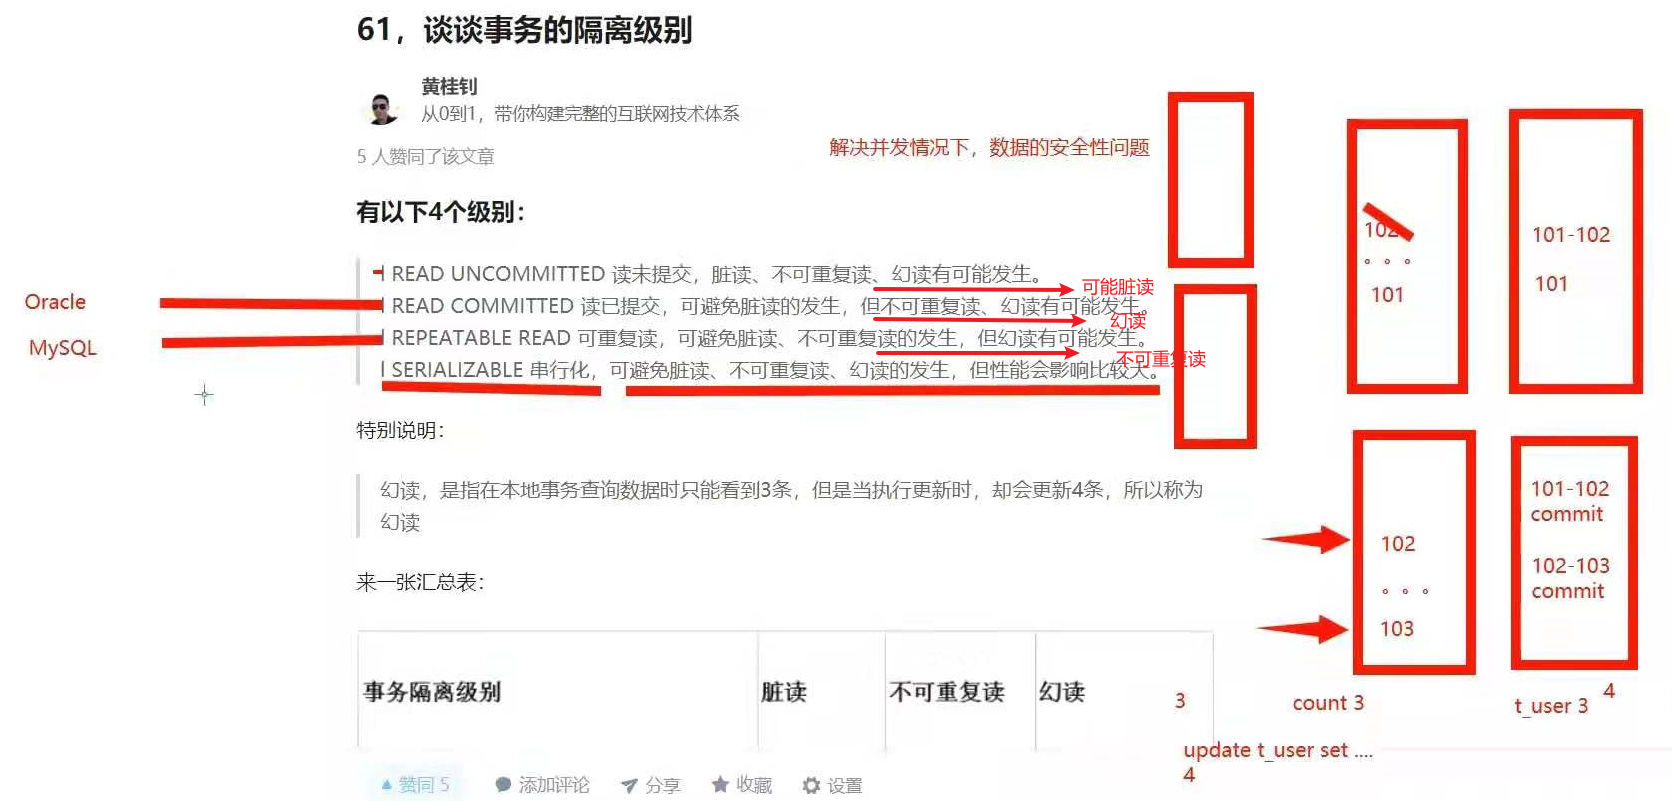 61，谈谈事务的隔离级别
黄桂钊
从0到1，带你构建完整的互联网技术体系
5 人赞同了该文章
解决并发情况下，数据的安全性问题
有以下4个级别：
l READ UNCOMMITTED 读未提交，脏读、不可重复读、幻读有可能发生。
可能脏读
Oracle
l READ COMMITTED 读已提交，可避免脏读的发生，但不可重复读、幻读有可能发生。
幻读
MySQL
l REPEATABLE READ 可重复读，可避免脏读、不可重复读的发生，但幻读有可能发生。
不可重复读
l SERIALIZABLE 串行化，可避免脏读、不可重复读、幻读的发生，但性能会影响比较大。
102
。。。
101
101-102
101
特别说明：
幻读，是指在本地事务查询数据时只能看到3条，但是当执行更新时，却会更新4条，所以称为
幻读
102
。。。
103
101-102
commit
102-103
commit
来一张汇总表：
事务隔离级别
脏读
不可重复读
幻读
3
count 3
t_user 3
4
update t_user set ....
4
赞同 5
添加评论
分享
收藏
设置